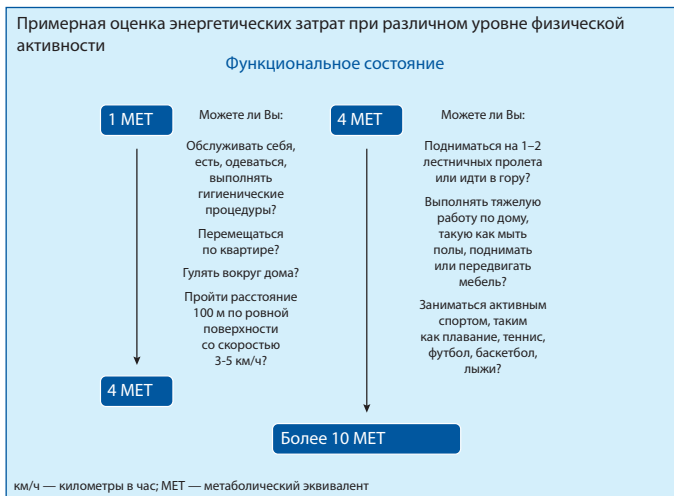 Примерная оценка энергетических затрат при различном уровне физической
активности
Функциональное состояние
1 МЕТ
Можете ли Вы:
Обслуживать себя,
есть, одеваться,
выполнять
гигиенические
процедуры?
Перемещаться
по квартире?
Гулять вокруг дома?
Пройти расстояние
100 м по ровной
поверхности
со скоростью
3-5 км/ч?
4 МЕТ
4 МЕТ
Можете ли Вы:
Подниматься на 1–2
лестничных пролета
или идти в гору?
Выполнять тяжелую
работу по дому,
такую как мыть
полы, поднимать
или передвигать
мебель?
Заниматься активным
спортом, таким
как плавание, теннис,
футбол, баскетбол,
лыжи?
Более 10 МЕТ
км/ч — километры в час; МЕТ — метаболический эквивалент